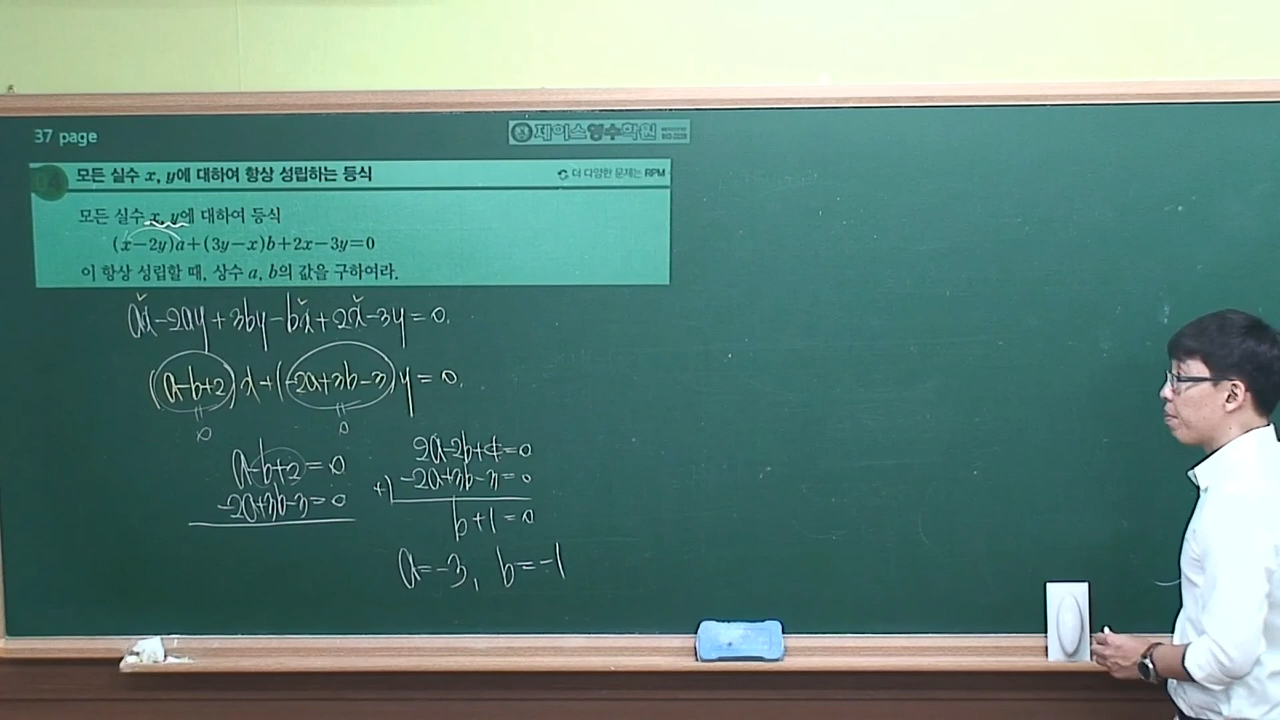 37 page
제이스영수학원
04 모든 실수 x, y에 대하여 항상 성립하는 등식
더 다양한 문제는 RPM
모든 실수 x, y에 대하여 등식
(x-2y)a+(3y-x)b+2x-3y=0
이 항상 성립할 때, 상수 a, b의 값을 구하여라.
ax-2ay+3by-bx+2x-3y=0.
(a-b+2)x+(-2a+3b-3)y=0.
= 0 = 0
a-b+2=0
-2a+3b-3=0
2a-2b+4=0
+) -2a+3b-3=0
b+1=0
a=-3, b=-1